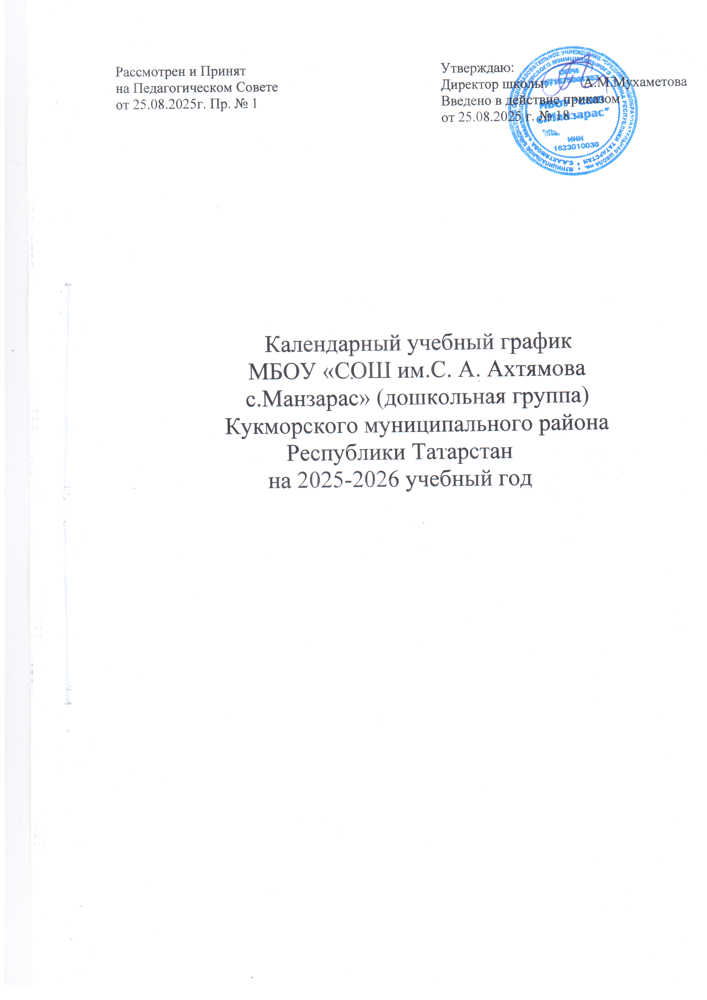 Рассмотрен и Принят
на Педагогическом Совете
от 25.08.2025г. Пр. № 1
Утверждаю:
Директор школы: А.М.Мухаметова
Введено в действие приказом
от 25.08.2025 г. № 18
МБОУ
с.Манзарас"
ИНН
1623010030
Календарный учебный график
МБОУ «СОШ им.С. А. Ахтямова
с.Манзарас» (дошкольная группа)
Кукморского муниципального района
Республики Татарстан
на 2025-2026 учебный год